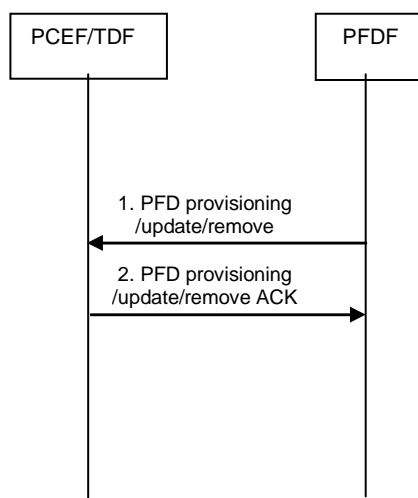 PCEF/TDF
PFDF
1. PFD provisioning
/update/remove
2. PFD provisioning
/update/remove ACK